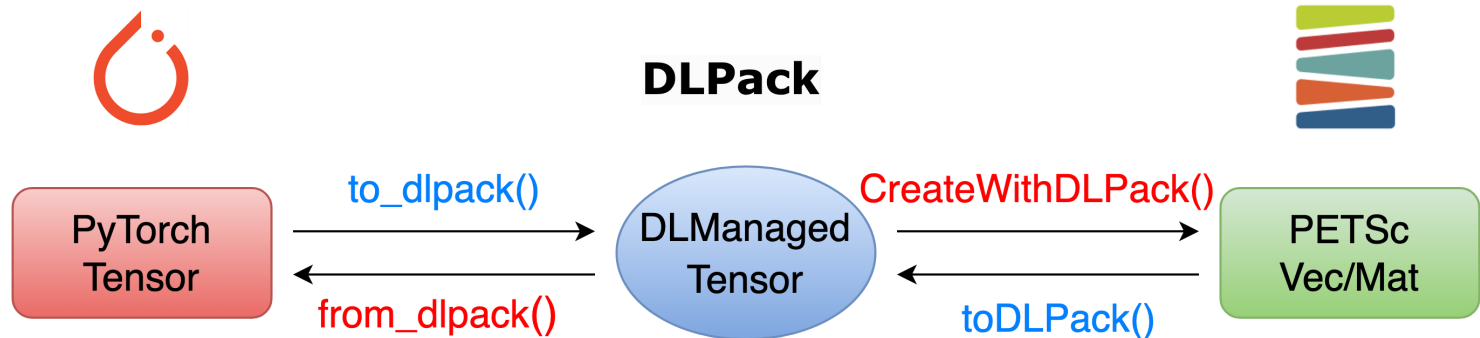 DLPack
to_dlpack()
CreateWithDLPack()
PyTorch
Tensor
DLManaged
Tensor
PETSc
Vec/Mat
from_dlpack()
toDLPack()